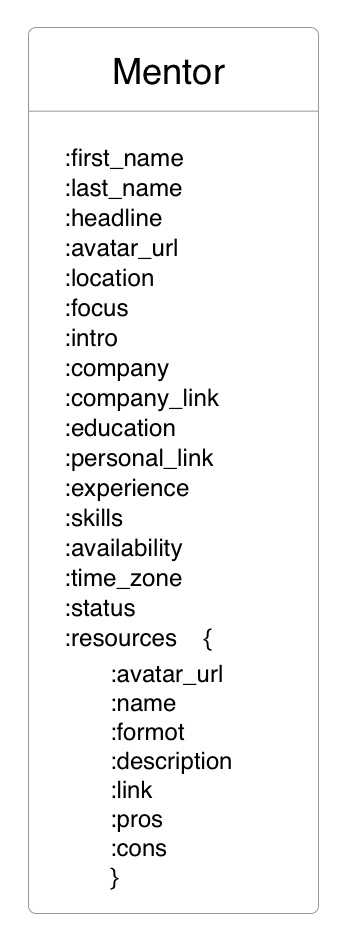 Mentor
:first_name
:last_name
:headline
:avatar_url
:location
:focus
:intro
:company
:company_link
:education
:personal_link
:experience
:skills
:availability
:time_zone
:status
:resources {
:avatar_url
:name
:formot
:description
:link
:pros
:cons
}